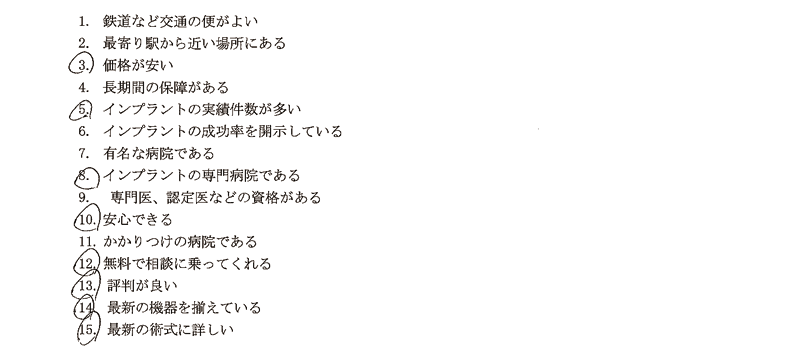 1. 鉄道など交通の便がよい
2. 最寄り駅から近い場所にある
3. 価格が安い
4. 長期間の保障がある
5. インプラントの実績件数が多い
6. インプラントの成功率を開示している
7. 有名な病院である
8. インプラントの専門病院である
9. 専門医、認定医などの資格がある
10. 安心できる
11. かかりつけの病院である
12. 無料で相談に乗ってくれる
13. 評判が良い
14 最新の機器を揃えている
15. 最新の術式に詳しい